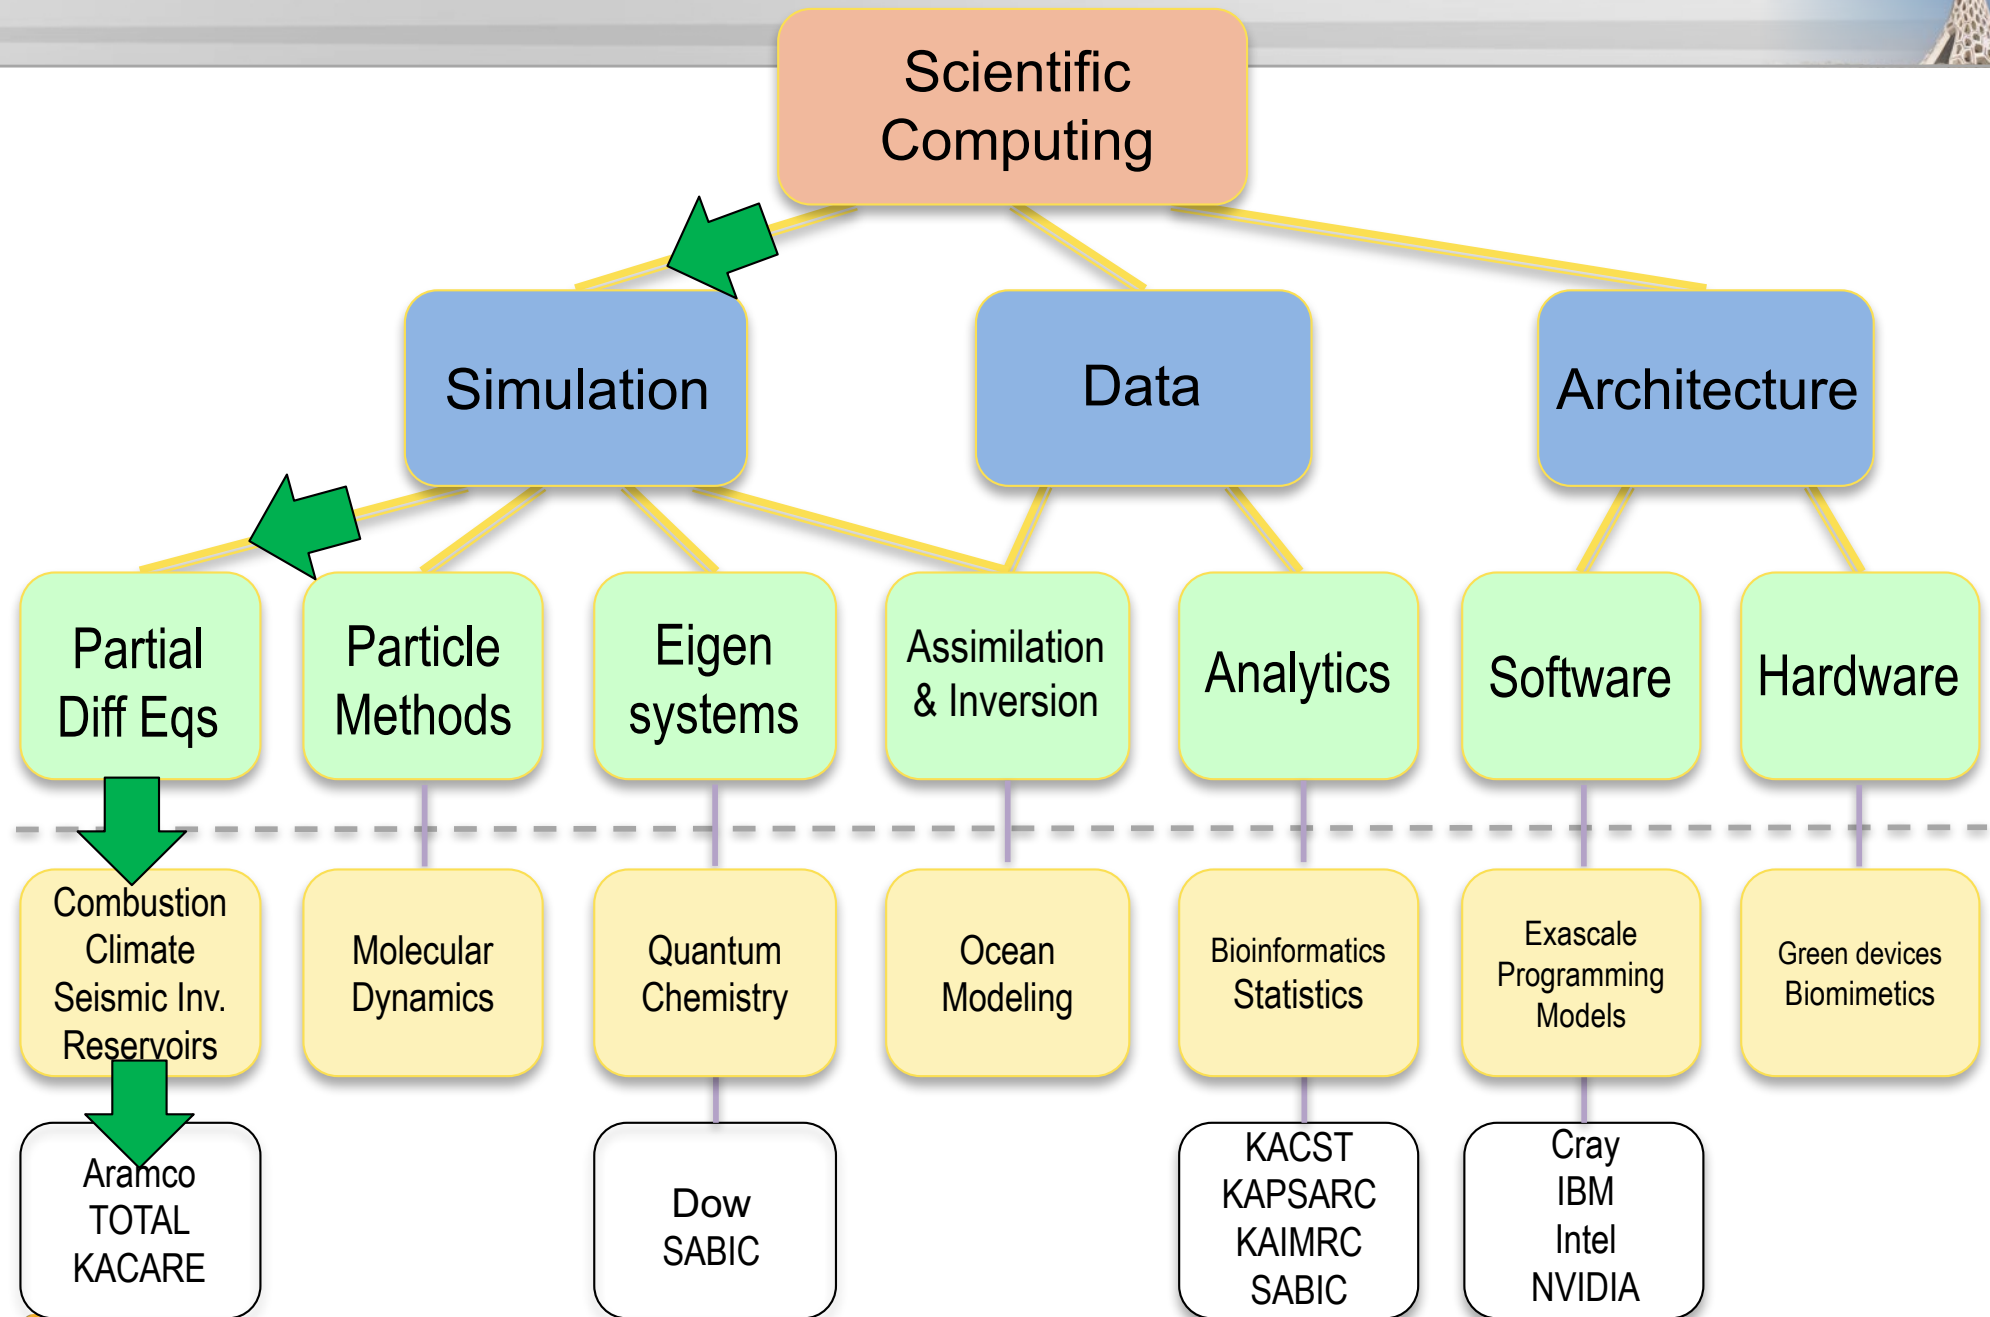 Scientific
Computing
Simulation
Data
Architecture
Partial
Diff Eqs
Particle
Methods
Eigen
systems
Assimilation
& Inversion
Analytics
Software
Hardware
Combustion
Climate
Seismic Inv.
Reservoirs
Molecular
Dynamics
Quantum
Chemistry
Ocean
Modeling
Bioinformatics
Statistics
Exascale
Programming
Models
Green devices
Biomimetics
Aramco
TOTAL
KACARE
Dow
SABIC
KACST
KAPSARC
KAIMRC
SABIC
Cray
IBM
Intel
NVIDIA